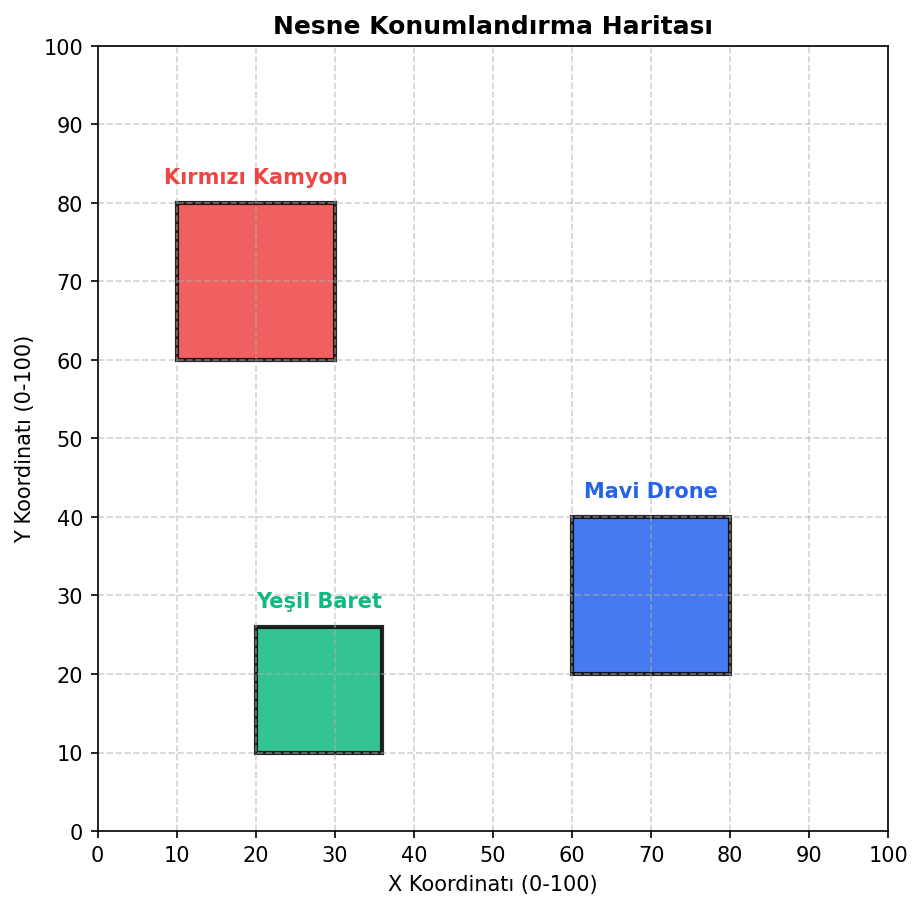 Nesne Konumlandırma Haritası
100
90
80
70
60
50
40
30
20
10
0
Y Koordinatı (0-100)
Kırmızı Kamyon
Mavi Drone
Yeşil Baret
0 10 20 30 40 50 60 70 80 90 100
X Koordinatı (0-100)